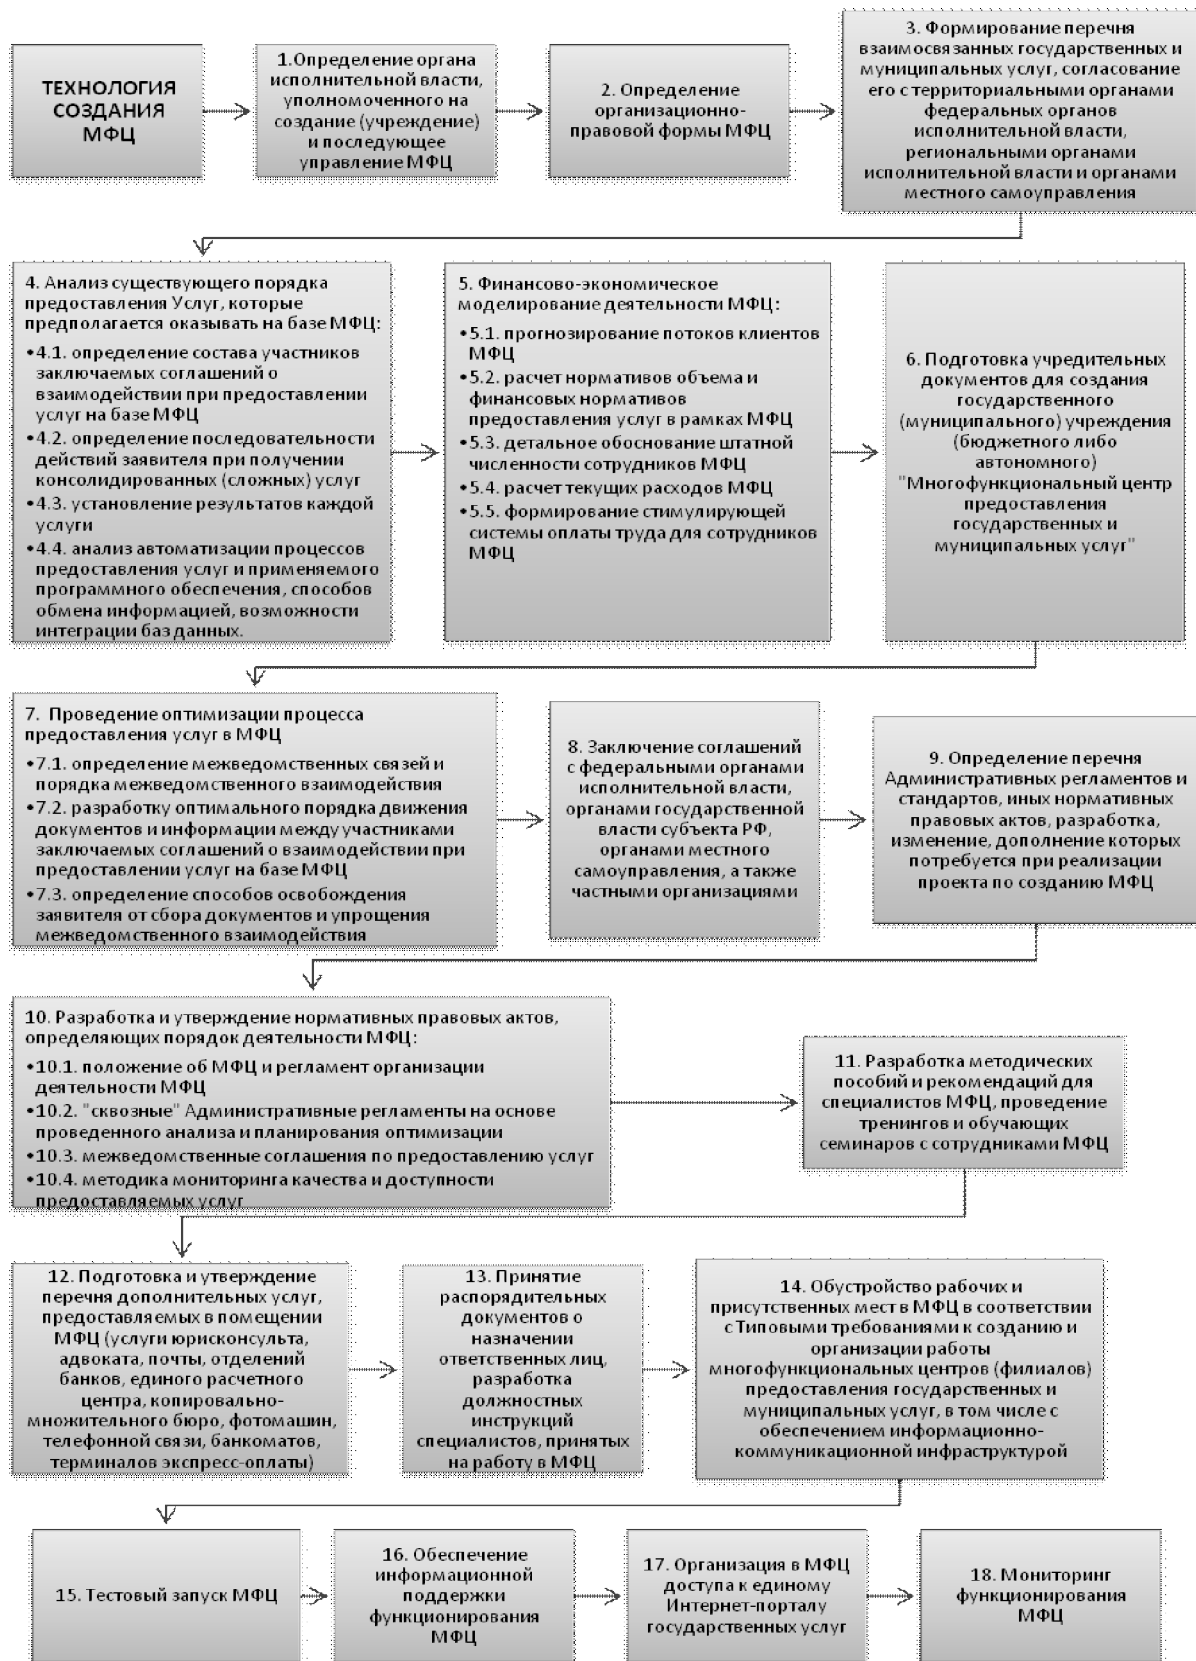 ТЕХНОЛОГИЯ
СОЗДАНИЯ
МФЦ
1.Определение органа
исполнительной власти,
уполномоченного на
создание (учреждение)
и последующее
управление МФЦ
2. Определение
организационно-
правовой формы МФЦ
3. Формирование перечня
взаимосвязанных государственных и
муниципальных услуг, согласование
его с территориальными органами
федеральных органов
исполнительной власти,
региональными органами
исполнительной власти и органами
местного самоуправления
4. Анализ существующего порядка
предоставления Услуг, которые
предполагается оказывать на базе МФЦ:
•4.1. определение состава участников
заключаемых соглашений о
взаимодействии при предоставлении
услуг на базе МФЦ
•4.2. определение последовательности
действий заявителя при получении
консолидированных (сложных) услуг
•4.3. установление результатов каждой
услуги
•4.4. анализ автоматизации процессов
предоставления услуг и применяемого
программного обеспечения, способов
обмена информацией, возможности
интеграции баз данных.
5. Финансово-экономическое
моделирование деятельности МФЦ:
•5.1. прогнозирование потоков клиентов
МФЦ
•5.2. расчет нормативов объема и
финансовых нормативов
предоставления услуг в рамках МФЦ
•5.3. детальное обоснование штатной
численности сотрудников МФЦ
•5.4. расчет текущих расходов МФЦ
•5.5. формирование стимулирующей
системы оплаты труда для сотрудников
МФЦ
6. Подготовка учредительных
документов для создания
государственного
(муниципального) учреждения
(бюджетного либо
автономного)
"Многофункциональный центр
предоставления
государственных и
муниципальных услуг"
7. Проведение оптимизации процесса
предоставления услуг в МФЦ
•7.1. определение межведомственных связей и
порядка межведомственного взаимодействия
•7.2. разработку оптимального порядка движения
документов и информации между участниками
заключаемых соглашений о взаимодействии при
предоставлении услуг на базе МФЦ
•7.3. определение способов освобождения
заявителя от сбора документов и упрощения
межведомственного взаимодействия
8. Заключение соглашений
с федеральными органами
исполнительной власти,
органами государственной
власти субъекта РФ,
органами местного
самоуправления, а также
частными организациями
9. Определение перечня
Административных регламентов и
стандартов, иных нормативных
правовых актов, разработка,
изменение, дополнение которых
потребуется при реализации
проекта по созданию МФЦ
10. Разработка и утверждение нормативных правовых актов,
определяющих порядок деятельности МФЦ:
•10.1. положение об МФЦ и регламент организации
деятельности МФЦ
•10.2. "сквозные" Административные регламенты на основе
проведенного анализа и планирования оптимизации
•10.3. межведомственные соглашения по предоставлению услуг
•10.4. методика мониторинга качества и доступности
предоставляемых услуг
11. Разработка методических
пособий и рекомендаций для
специалистов МФЦ, проведение
тренингов и обучающих
семинаров с сотрудниками МФЦ
12. Подготовка и утверждение
перечня дополнительных услуг,
предоставляемых в помещении
МФЦ (услуги юрисконсульта,
адвоката, почты, отделений
банков, единого расчетного
центра, копировально-
множительного бюро, фотомашин,
телефонной связи, банкоматов,
терминалов экспресс-оплаты)
13. Принятие
распорядительных
документов о
назначении
ответственных лиц,
разработка
должностных
инструкций
специалистов, принятых
на работу в МФЦ
14. Обустройство рабочих и
присутственных мест в МФЦ в соответствии
с Типовыми требованиями к созданию и
организации работы
многофункциональных центров (филиалов)
предоставления государственных и
муниципальных услуг, в том числе с
обеспечением информационно-
коммуникационной инфраструктурой
15. Тестовый запуск МФЦ
16. Обеспечение
информационной
поддержки
функционирования
МФЦ
17. Организация в МФЦ
доступа к единому
Интернет-порталу
государственных услуг
18. Мониторинг
функционирования
МФЦ